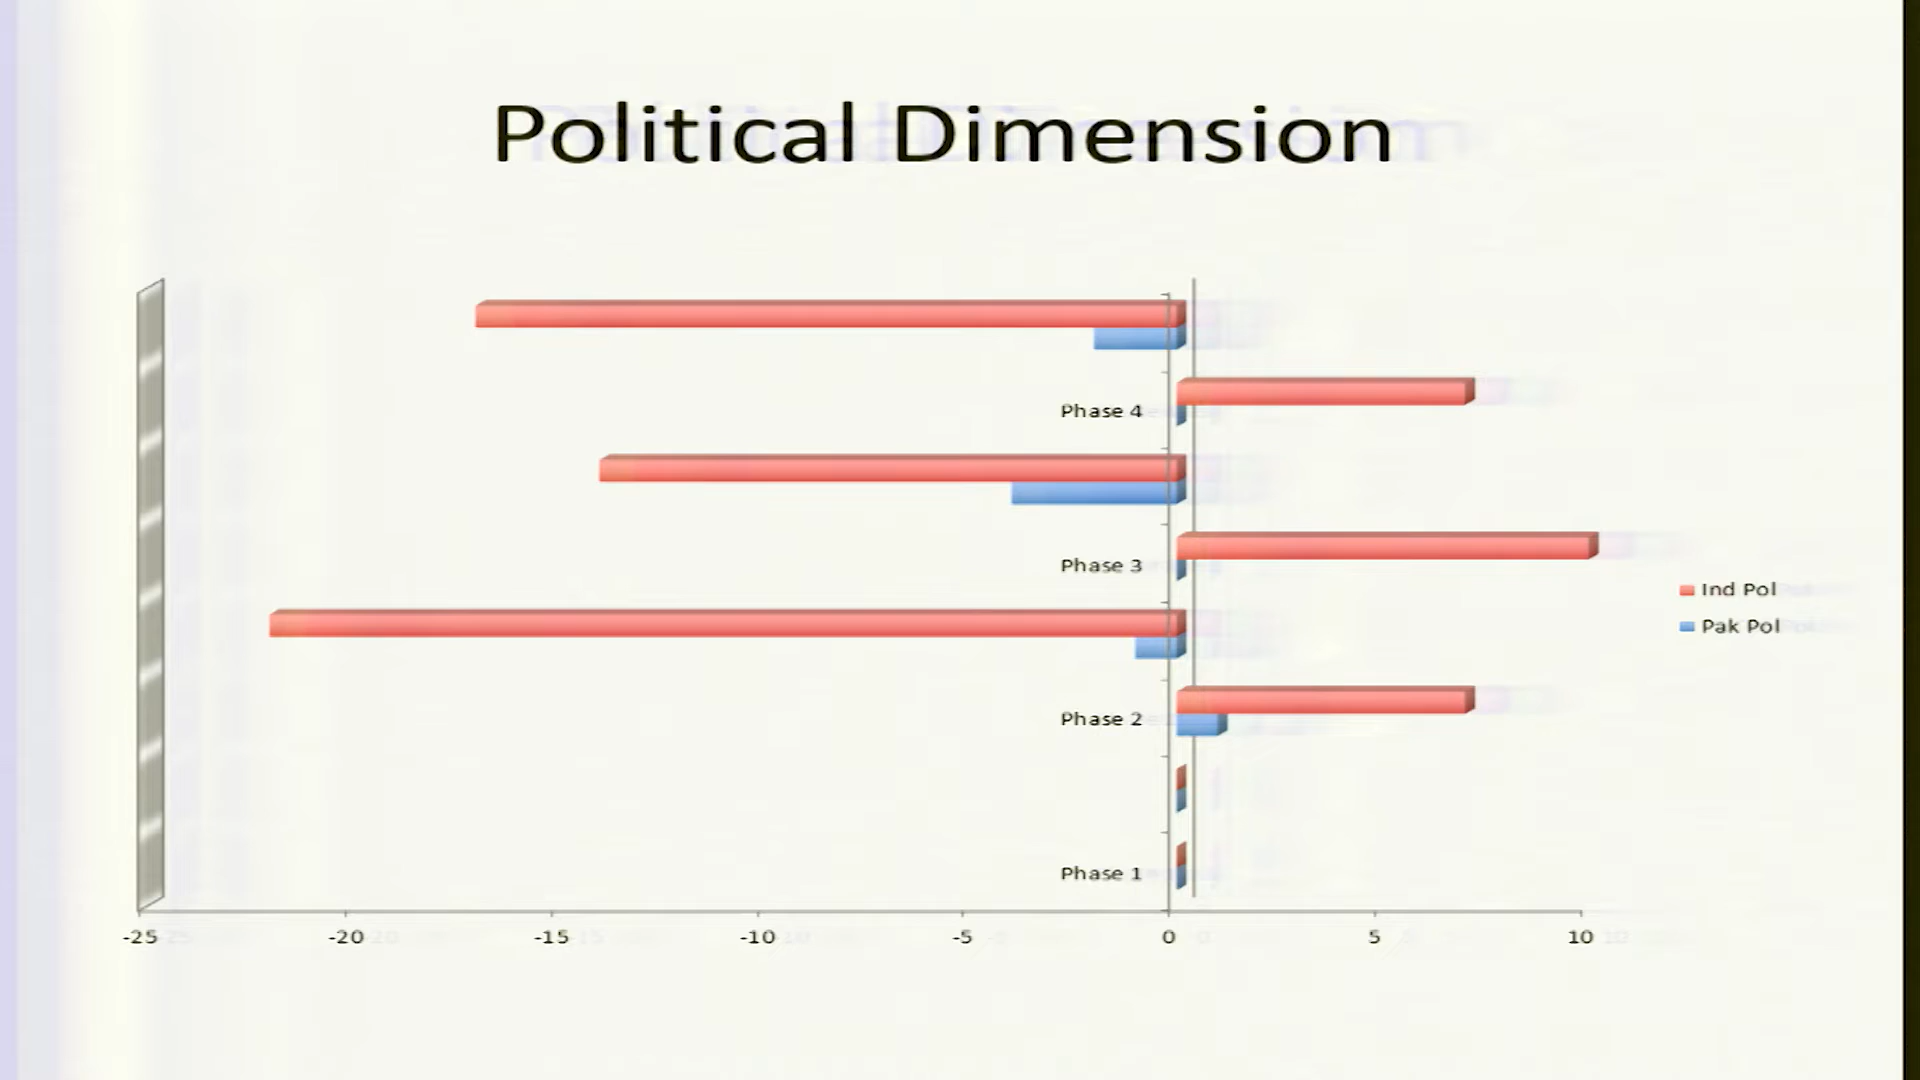 Political Dimension
Phase 4
Phase 3
Ind Pol
Pak Pol
Phase 2
Phase 1
-25 -20 -15 -10 -5 0 5 10